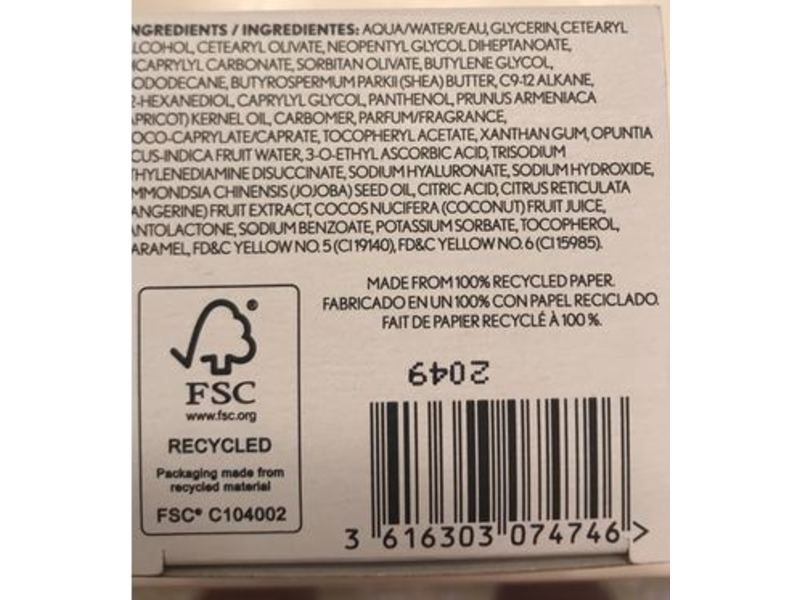 NGREDIENTS / INGREDIENTES: AQUA/WATER/EAU, GLYCERIN, CETEARYL
LCOHOL, CETEARYL OLIVATE, NEOPENTYL GLYCOL DIHEPTANOATE,
ICAPRYLYL CARBONATE, SORBITAN OLIVATE, BUTYLENE GLYCOL,
ODODECANE, BUTYROSPERMUM PARKII (SHEA) BUTTER, C9-12 ALKANE,
2-HEXANEDIOL, CAPRYLYL GLYCOL, PANTHENOL, PRUNUS ARMENIACA
APRICOT) KERNEL OIL, CARBOMER, PARFUM/FRAGRANCE,
OCO-CAPRYLATE/CAPRATE, TOCOPHERYL ACETATE, XANTHAN GUM, OPUNTIA
CUS-INDICA FRUIT WATER, 3-O-ETHYL ASCORBIC ACID, TRISODIUM
THYLENEDIAMINE DISUCCINATE, SODIUM HYALURONATE, SODIUM HYDROXIDE,
MMONDSIA CHINENSIS (JOJOBA) SEED OIL, CITRIC ACID, CITRUS RETICULATA
ANGERINE) FRUIT EXTRACT, COCOS NUCIFERA (COCONUT) FRUIT JUICE,
ANTOLACTONE, SODIUM BENZOATE, POTASSIUM SORBATE, TOCOPHEROL,
ARAMEL, FD&C YELLOW NO. 5 (CI 19140), FD&C YELLOW NO. 6 (CI 15985).
MADE FROM 100% RECYCLED PAPER.
FABRICADO EN UN 100% CON PAPEL RECICLADO.
FAIT DE PAPIER RECYCLÉ À 100 %.
FSC
www.fsc.org
RECYCLED
Packaging made from
recycled material
FSC® C104002
2049
3 616303 074746 >